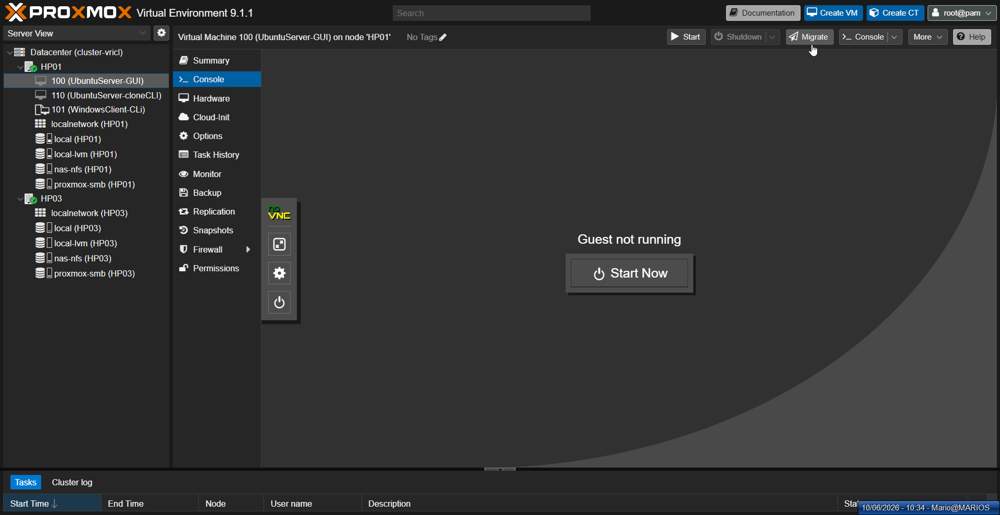 PROXMOX Virtual Environment 9.1.1
Search
Documentation
Create VM
Create CT
root@pam
Server View
Virtual Machine 100 (UbuntuServer-GUI) on node 'HP01'
No Tags
Start
Shutdown
Migrate
Console
More
Help
Datacenter (cluster-vricl)
HP01
100 (UbuntuServer-GUI)
110 (UbuntuServer-cloneCLI)
101 (WindowsClient-CLi)
localnetwork (HP01)
local (HP01)
local-lvm (HP01)
nas-nfs (HP01)
proxmox-smb (HP01)
HP03
localnetwork (HP03)
local (HP03)
local-lvm (HP03)
nas-nfs (HP03)
proxmox-smb (HP03)
Summary
Console
Hardware
Cloud-Init
Options
Task History
Monitor
Backup
Replication
Snapshots
Firewall
Permissions
no
VNC
Guest not running
Start Now
Tasks
Cluster log
Start Time
End Time
Node
User name
Description
10/06/2026 - 10:34 - Mario@MARIOS